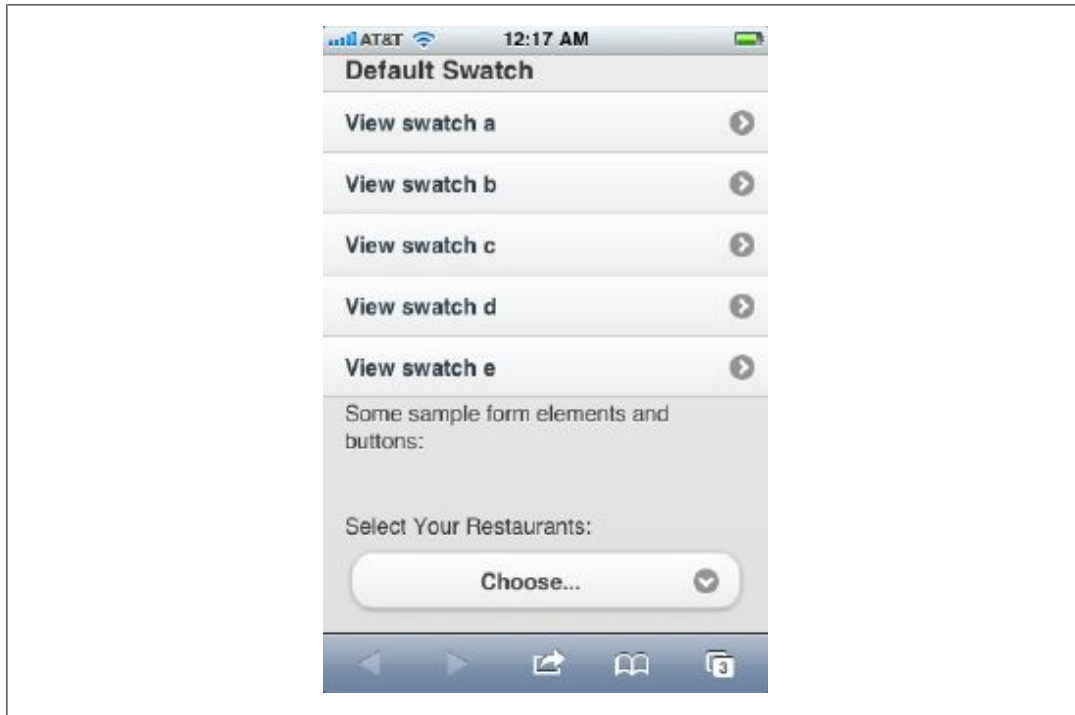 AT&T 12:17 AM
Default Swatch
View swatch a
View swatch b
View swatch c
View swatch d
View swatch e
Some sample form elements and
buttons:
Select Your Restaurants:
Choose...
3